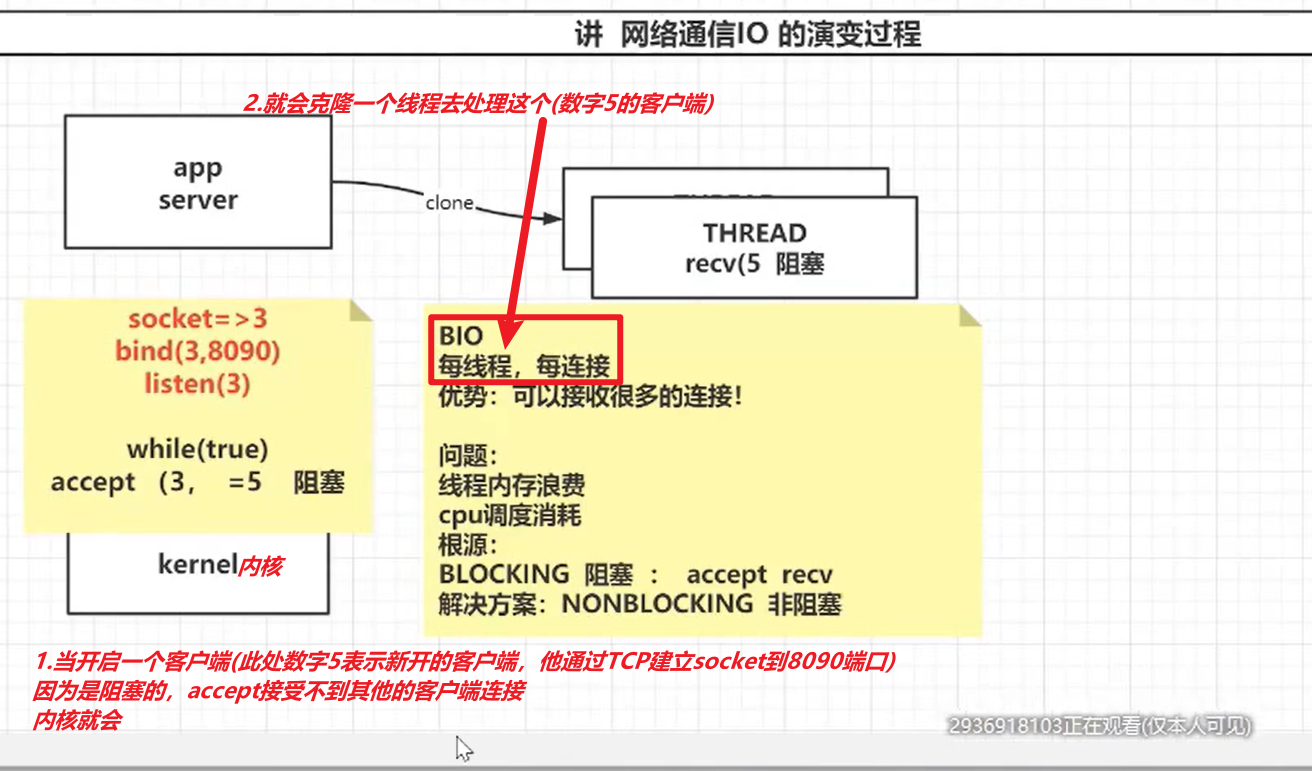 讲 网络通信IO 的演变过程
2.就会克隆一个线程去处理这个(数字5的客户端)
app
server
clone
THREAD
recv(5 阻塞
socket=>3
bind(3,8090)
listen(3)
while(true)
accept (3, =5 阻塞
kernel内核
BIO
每线程，每连接
优势：可以接收很多的连接！
问题：
线程内存浪费
cpu调度消耗
根源：
BLOCKING 阻塞 ： accept recv
解决方案：NONBLOCKING 非阻塞
1.当开启一个客户端(此处数字5表示新开的客户端，他通过TCP建立socket到8090端口)
因为是阻塞的，accept接受不到其他的客户端连接
内核就会
2936918103正在观看(仅本人可见)